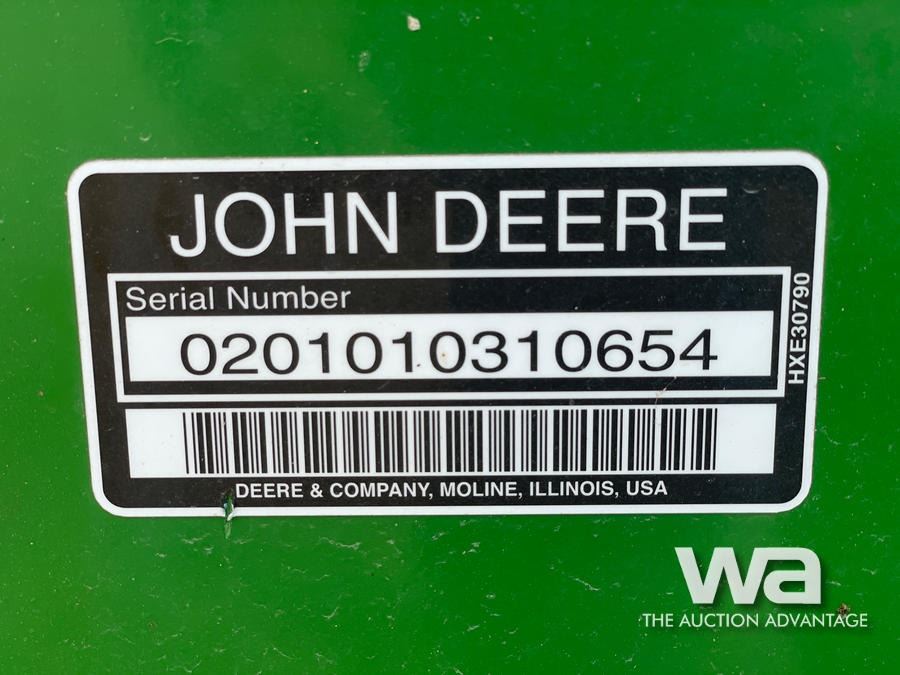 JOHN DEERE
Serial Number
0201010310654
HXE30790
DEERE & COMPANY, MOLINE, ILLINOIS, USA
wa
THE AUCTION ADVANTAGE